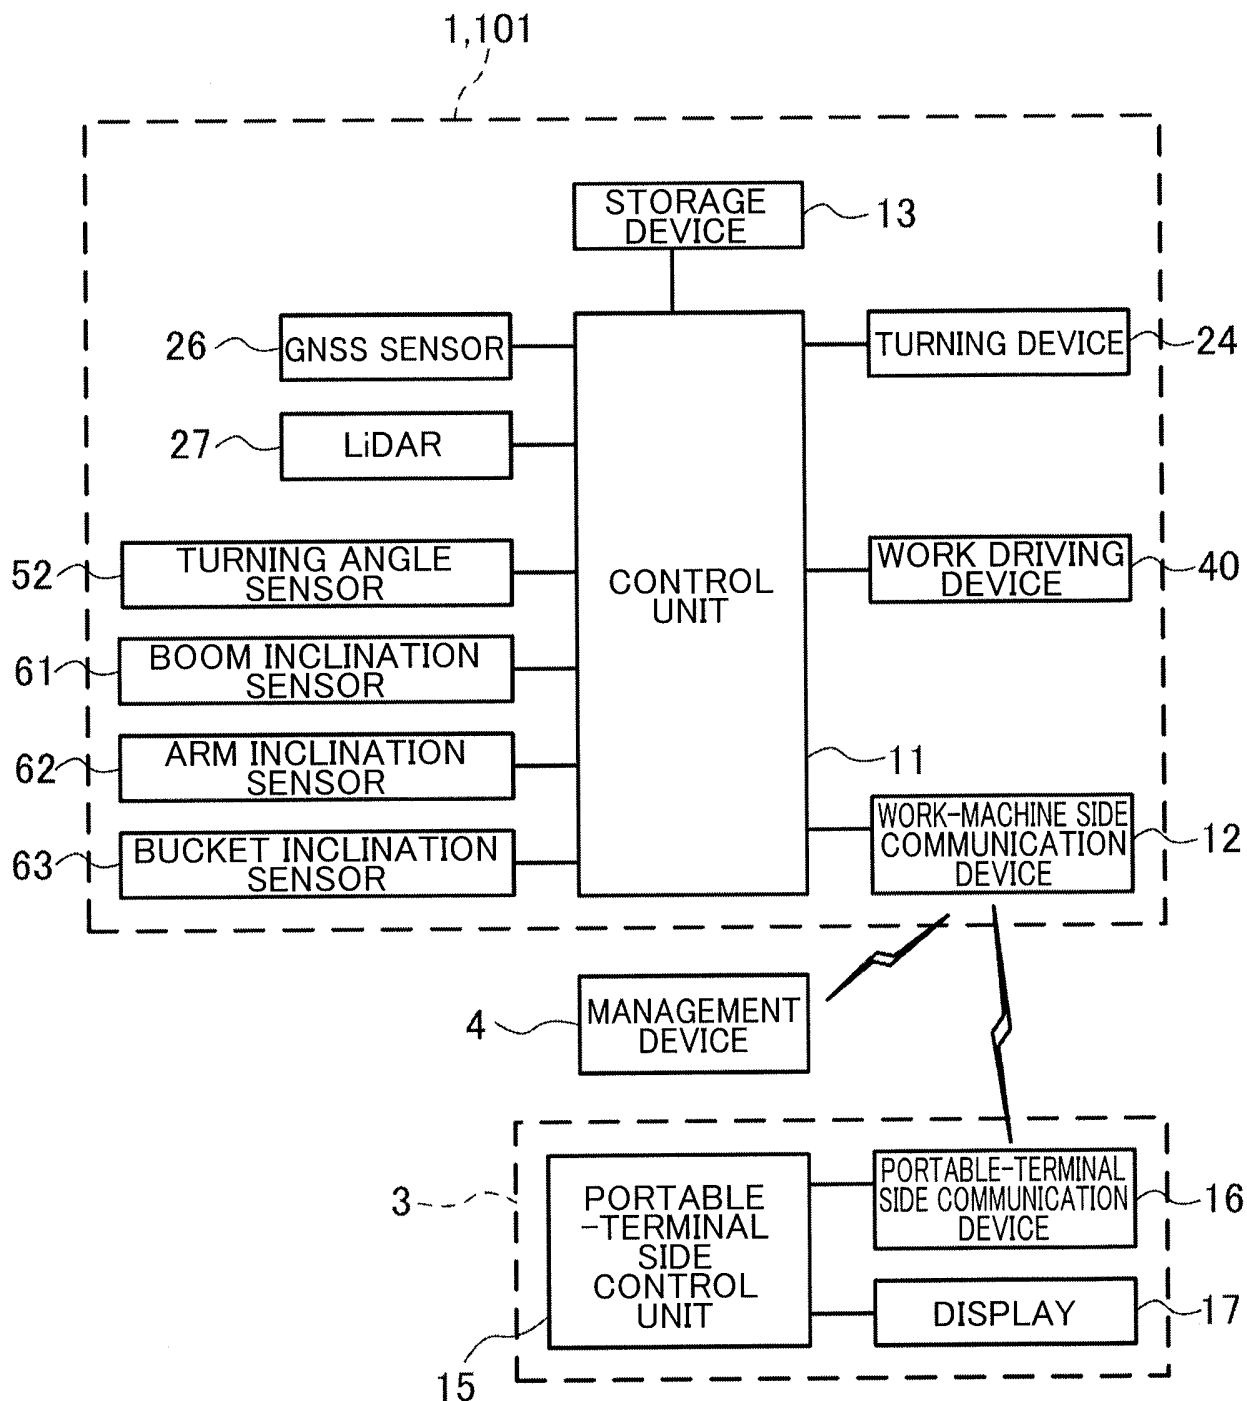 1,101
STORAGE
DEVICE
13
26
GNSS SENSOR
TURNING DEVICE
24
27
LiDAR
52
TURNING ANGLE
SENSOR
CONTROL
UNIT
WORK DRIVING
DEVICE
40
61
BOOM INCLINATION
SENSOR
62
ARM INCLINATION
SENSOR
11
63
BUCKET INCLINATION
SENSOR
WORK-MACHINE SIDE
COMMUNICATION
DEVICE
12
4
MANAGEMENT
DEVICE
3
PORTABLE
-TERMINAL
SIDE
CONTROL
UNIT
15
PORTABLE-TERMINAL
SIDE COMMUNICATION
DEVICE
16
DISPLAY
17